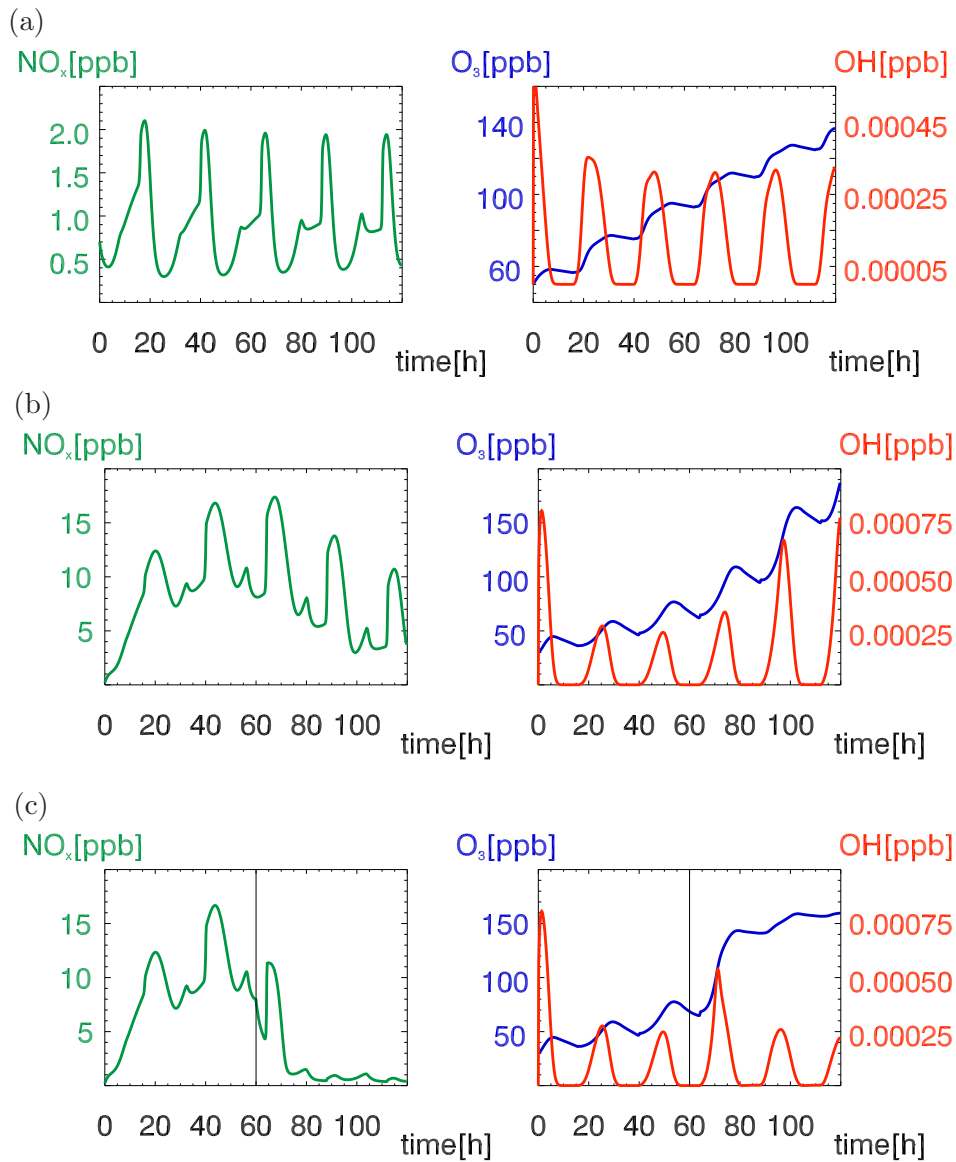 (a)
NOₓ[ppb] O₃[ppb] OH[ppb]
2.0 140 0.00045
1.5
1.0 100 0.00025
0.5 60 0.00005
0 20 40 60 80 100 0 20 40 60 80 100
time[h] time[h]
(b)
NOₓ[ppb] O₃[ppb] OH[ppb]
15 150 0.00075
10 100 0.00050
5 50 0.00025
0 20 40 60 80 100 0 20 40 60 80 100
time[h] time[h]
(c)
NOₓ[ppb] O₃[ppb] OH[ppb]
15 150 0.00075
10 100 0.00050
5 50 0.00025
0 20 40 60 80 100 0 20 40 60 80 100
time[h] time[h]